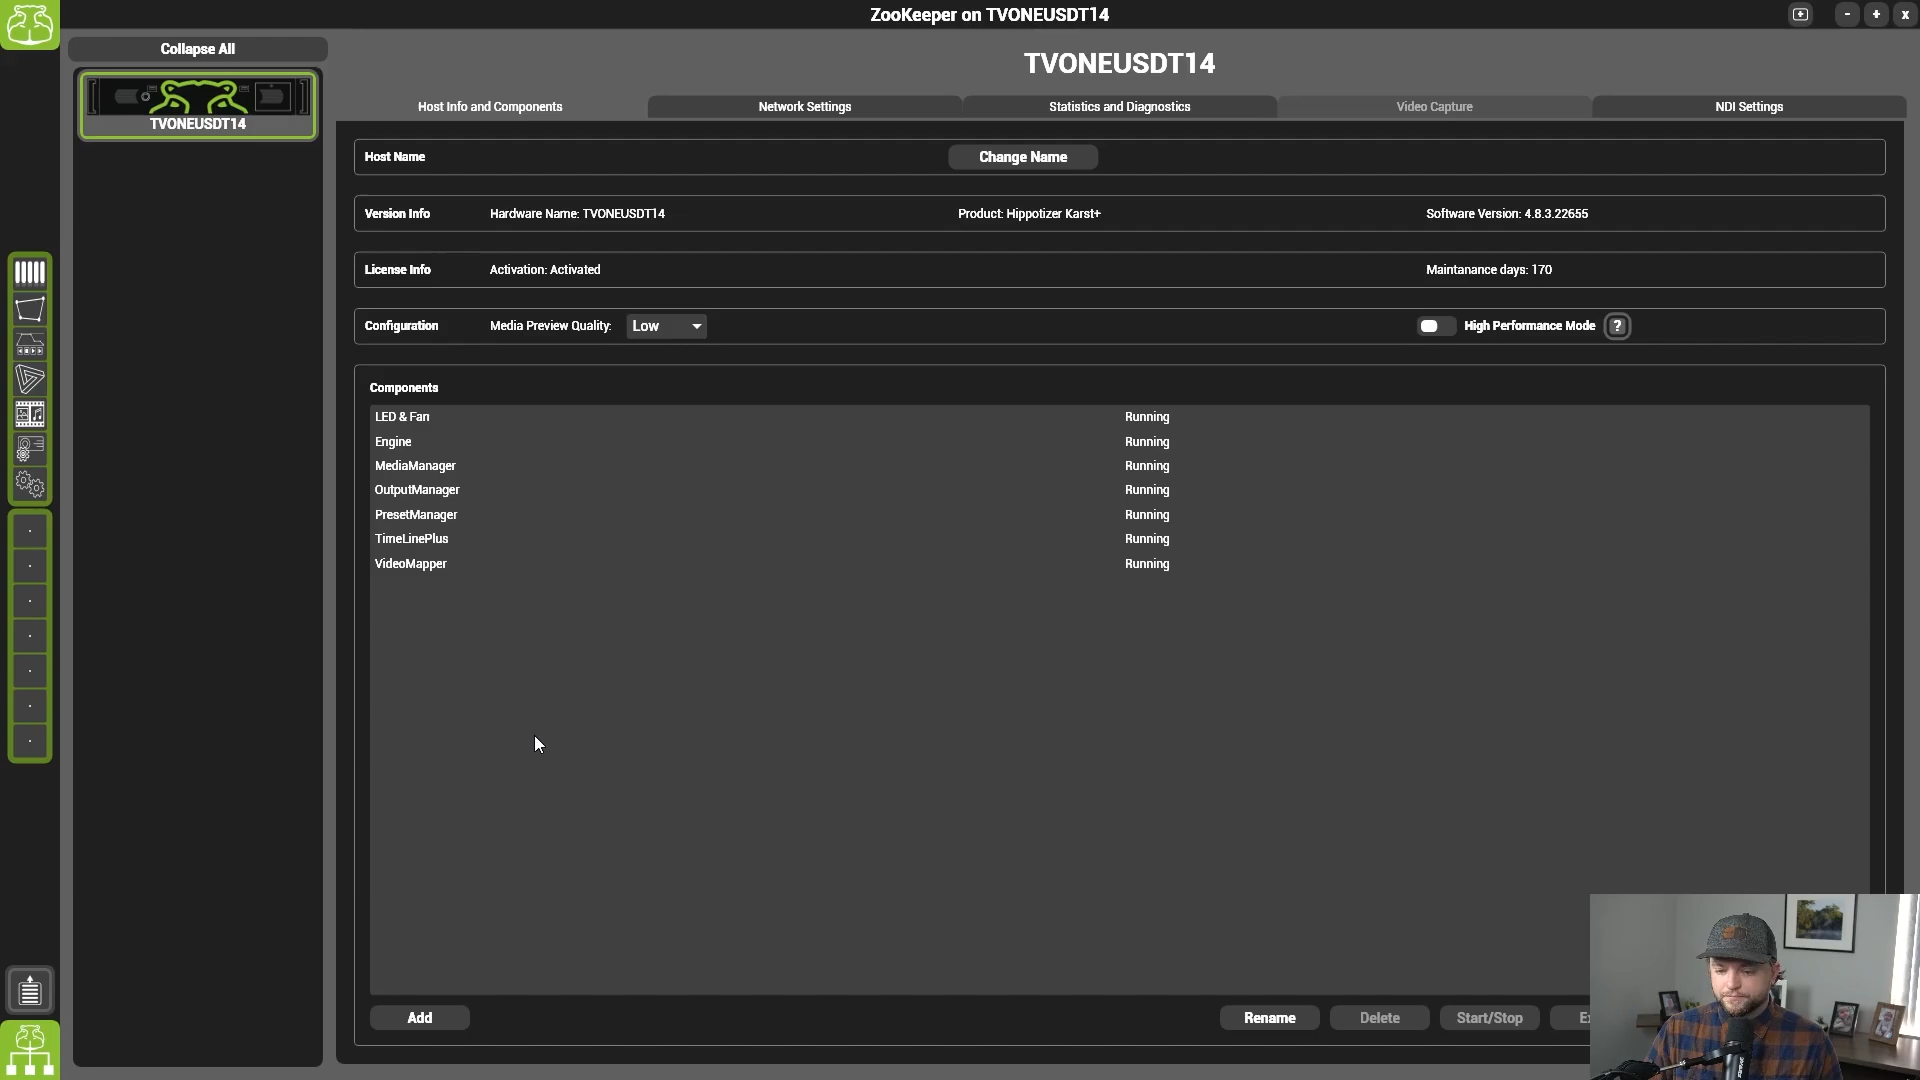 ZooKeeper on TVONEUSDT14
- + x
Collapse All
TVONEUSDT14
TVONEUSDT14
Host Info and Components
Network Settings
Statistics and Diagnostics
Video Capture
NDI Settings
Host Name
Change Name
Version Info
Hardware Name: TVONEUSDT14
Product: Hippotizer Karst+
Software Version: 4.8.3.22655
License Info
Activation: Activated
Maintanance days: 170
Configuration
Media Preview Quality:
Low
High Performance Mode
?
Components
LED & Fan Running
Engine Running
MediaManager Running
OutputManager Running
PresetManager Running
TimeLinePlus Running
VideoMapper Running
Add
Rename
Delete
Start/Stop